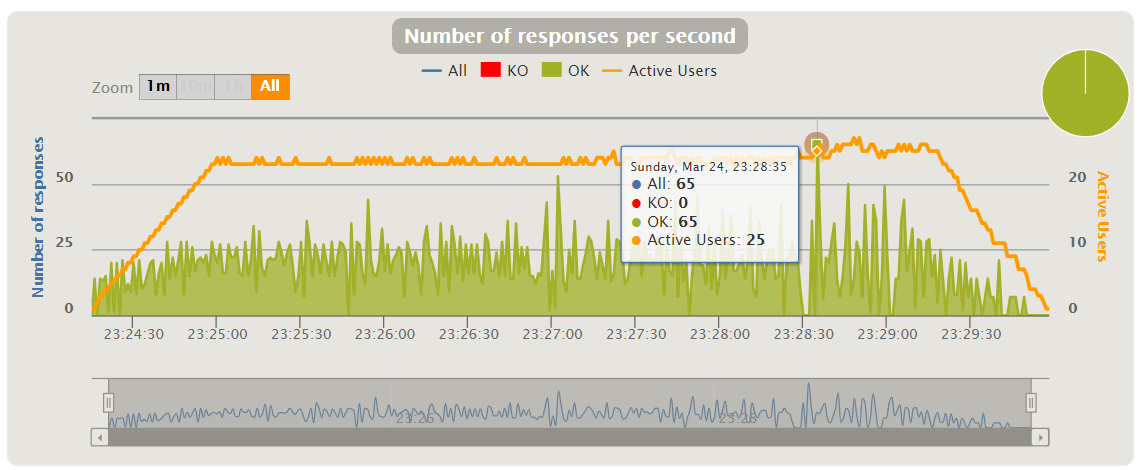 Number of responses per second
All KO OK Active Users
Zoom 1m 10m 1h All
Number of responses
50
25
0
Sunday, Mar 24, 23:28:35
All: 65
KO: 0
OK: 65
Active Users: 25
20
10
0
Active Users
23:24:30 23:25:00 23:25:30 23:26:00 23:26:30 23:27:00 23:27:30 23:28:00 23:28:30 23:29:00 23:29:30
23:26 23:28